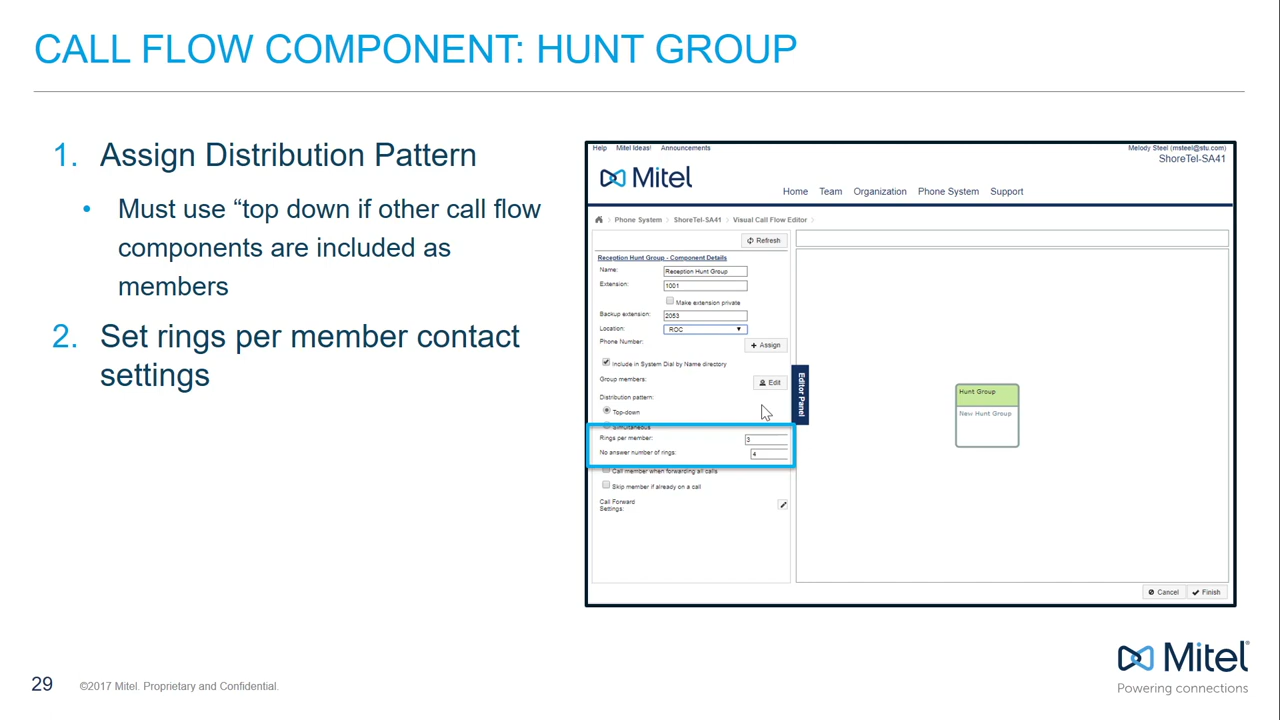 CALL FLOW COMPONENT: HUNT GROUP
1. Assign Distribution Pattern
• Must use “top down if other call flow
components are included as
members
2. Set rings per member contact
settings
Help Mitel Ideas! Announcements
Melody Steel (msteel@stu.com)
ShoreTel-SA41
Mitel
Home Team Organization Phone System Support
Phone System > ShoreTel-SA41 > Visual Call Flow Editor >
Refresh
Reception Hunt Group - Component Details
Name: Reception Hunt Group
Extension: 1001
Make extension private
Backup extension: 2053
Location: ROC
Phone Number:
+ Assign
Include in System Dial by Name directory
Group members:
Edit
Distribution pattern:
Top-down
Simultaneous
Rings per member: 3
No answer number of rings: 4
Call member when forwarding all calls
Skip member if already on a call
Call Forward
Settings:
Editor Panel
Hunt Group
New Hunt Group
Cancel Finish
Mitel
Powering connections
29 ©2017 Mitel. Proprietary and Confidential.